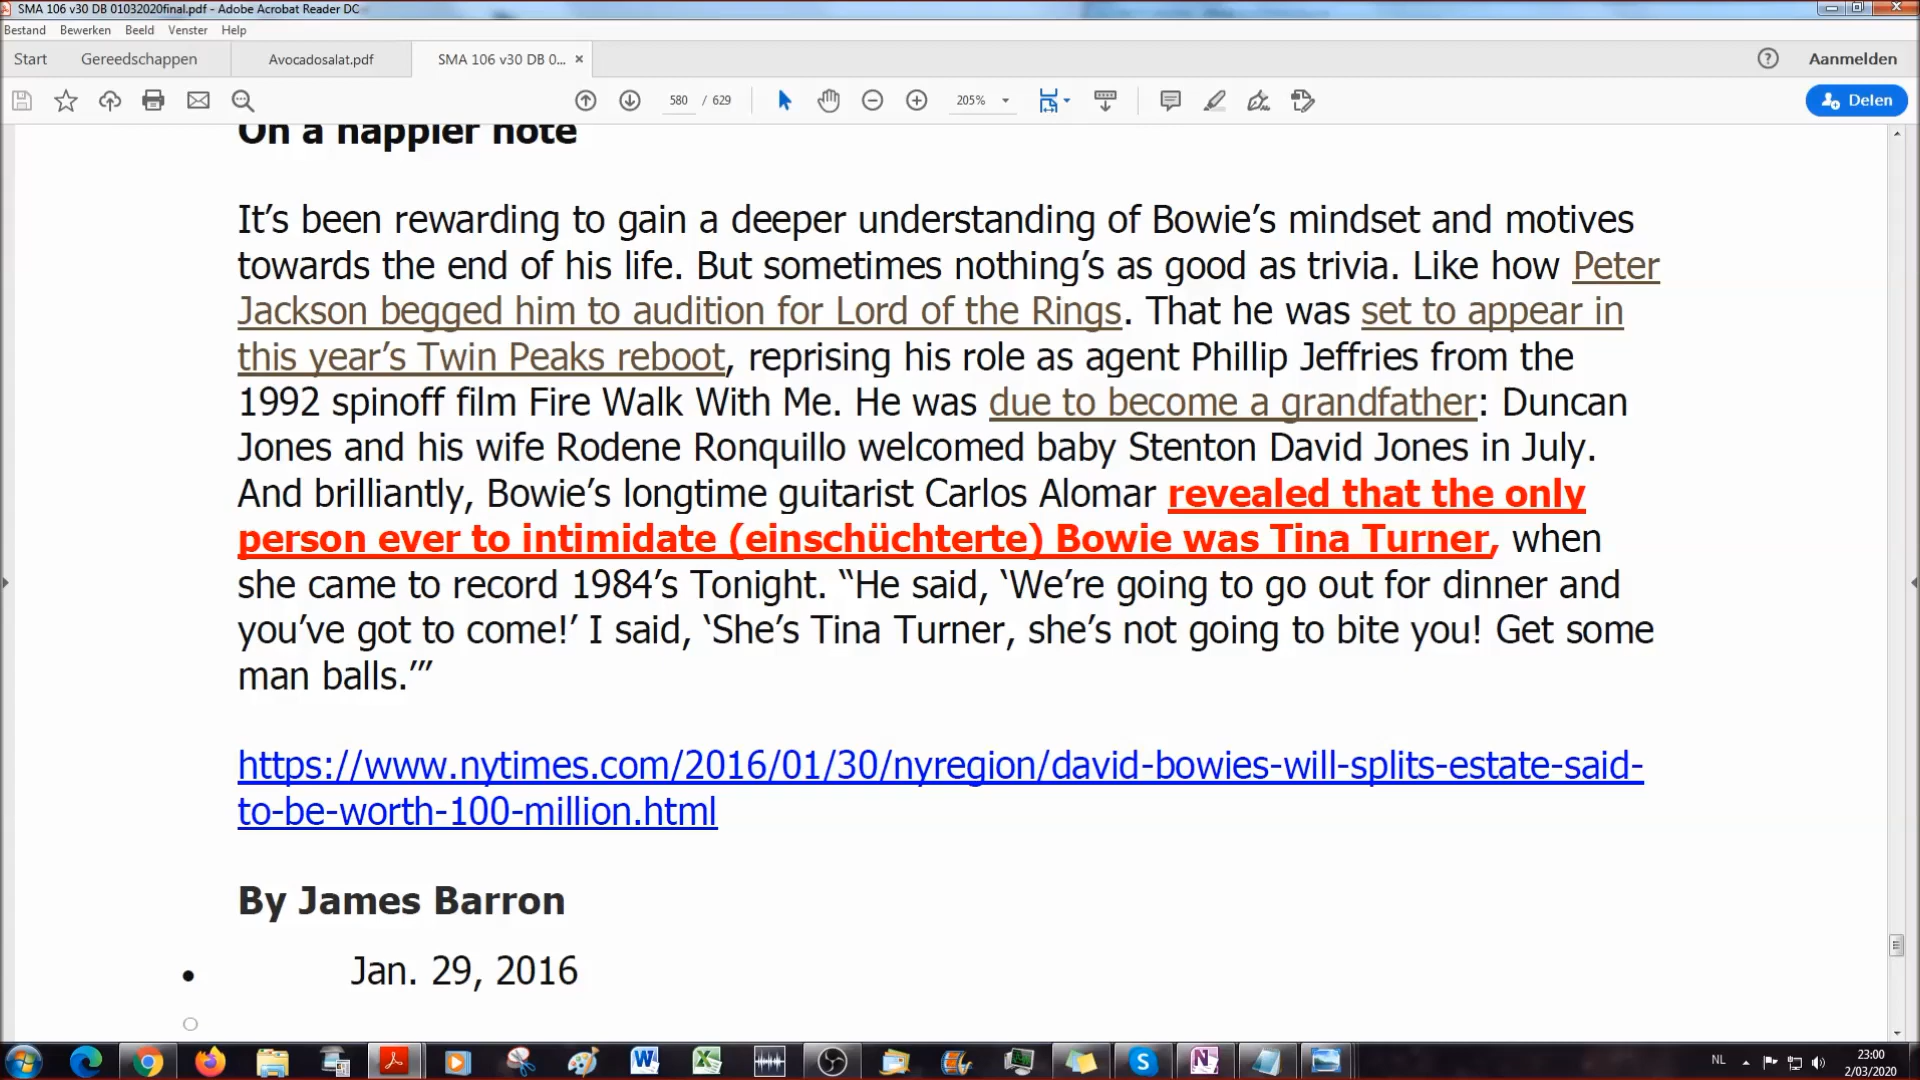 SMA 106 v30 DB 01032020final.pdf - Adobe Acrobat Reader DC
Bestand Bewerken Beeld Venster Help
Start Gereedschappen Avocadosalat.pdf SMA 106 v30 DB 0... × Aanmelden
580 / 629 205% Delen
On a happier note
It’s been rewarding to gain a deeper understanding of Bowie’s mindset and motives
towards the end of his life. But sometimes nothing’s as good as trivia. Like how Peter
Jackson begged him to audition for Lord of the Rings. That he was set to appear in
this year’s Twin Peaks reboot, reprising his role as agent Phillip Jeffries from the
1992 spinoff film Fire Walk With Me. He was due to become a grandfather: Duncan
Jones and his wife Rodene Ronquillo welcomed baby Stenton David Jones in July.
And brilliantly, Bowie’s longtime guitarist Carlos Alomar revealed that the only
person ever to intimidate (einschüchterte) Bowie was Tina Turner, when
she came to record 1984’s Tonight. “He said, ‘We’re going to go out for dinner and
you’ve got to come!’ I said, ‘She’s Tina Turner, she’s not going to bite you! Get some
man balls.’”
https://www.nytimes.com/2016/01/30/nyregion/david-bowies-will-splits-estate-said-
to-be-worth-100-million.html
By James Barron
• Jan. 29, 2016
NL 23:00
2/03/2020